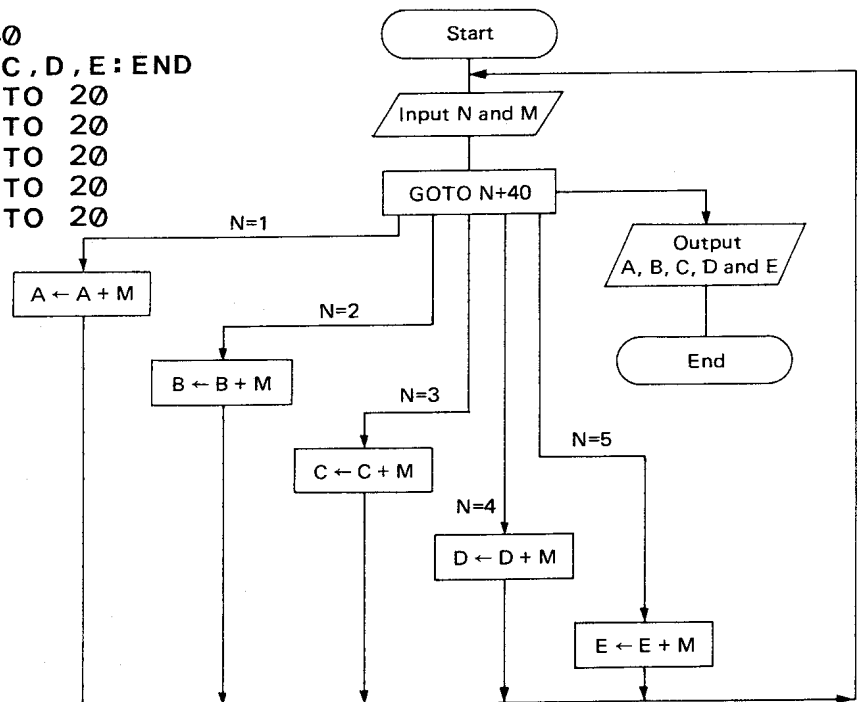 40
C,D,E:END
TO 20
TO 20
TO 20
TO 20
TO 20
Start
Input N and M
GOTO N+40
N=1
Output
A, B, C, D and E
A ← A + M
N=2
End
B ← B + M
N=3
N=5
C ← C + M
N=4
D ← D + M
E ← E + M